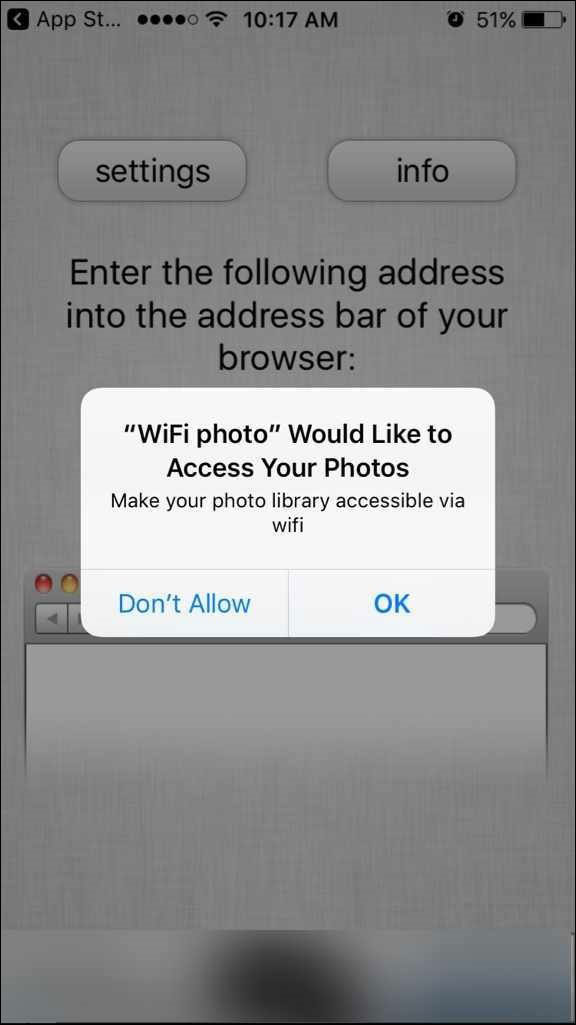 App St... 10:17 AM 51%
settings info
Enter the following address
into the address bar of your
browser:
“WiFi photo” Would Like to
Access Your Photos
Make your photo library accessible via
wifi
Don’t Allow OK